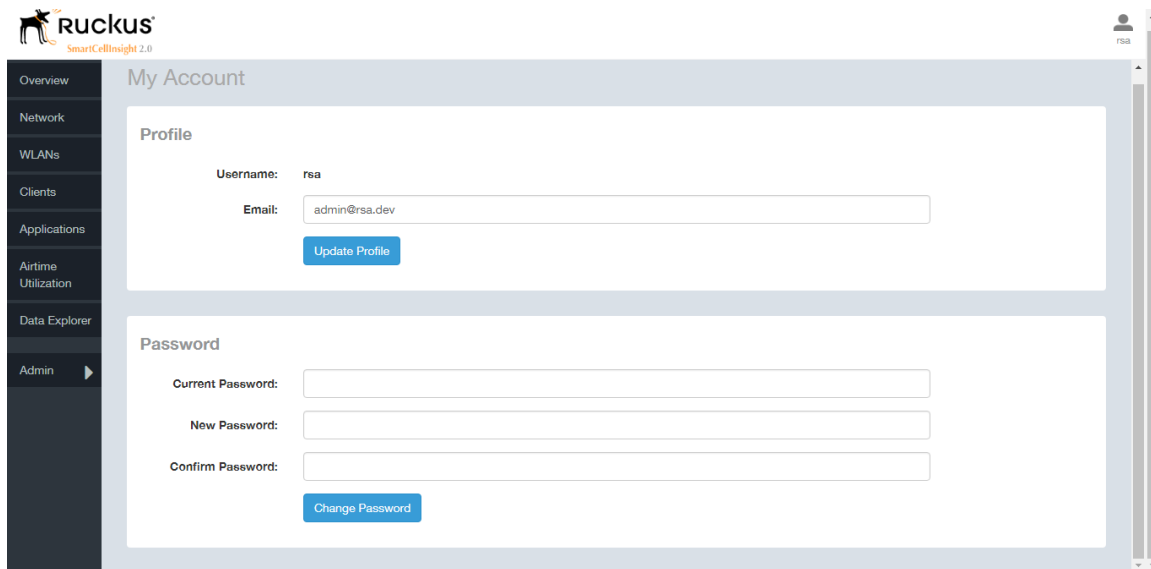 RUCKUS
SmartCellInsight 2.0
rsa
Overview
Network
WLANs
Clients
Applications
Airtime
Utilization
Data Explorer
Admin
My Account
Profile
Username: rsa
Email: admin@rsa.dev
Update Profile
Password
Current Password:
New Password:
Confirm Password:
Change Password